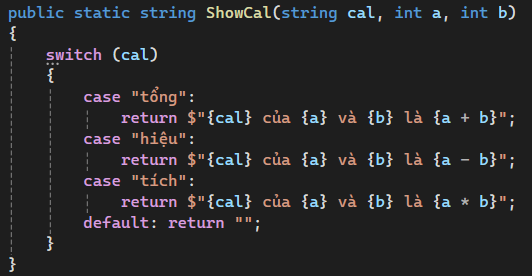 public static string ShowCal(string cal, int a, int b)
{
switch (cal)
{
case "tổng":
return $"{cal} của {a} và {b} là {a + b}";
case "hiệu":
return $"{cal} của {a} và {b} là {a - b}";
case "tích":
return $"{cal} của {a} và {b} là {a * b}";
default: return "";
}
}